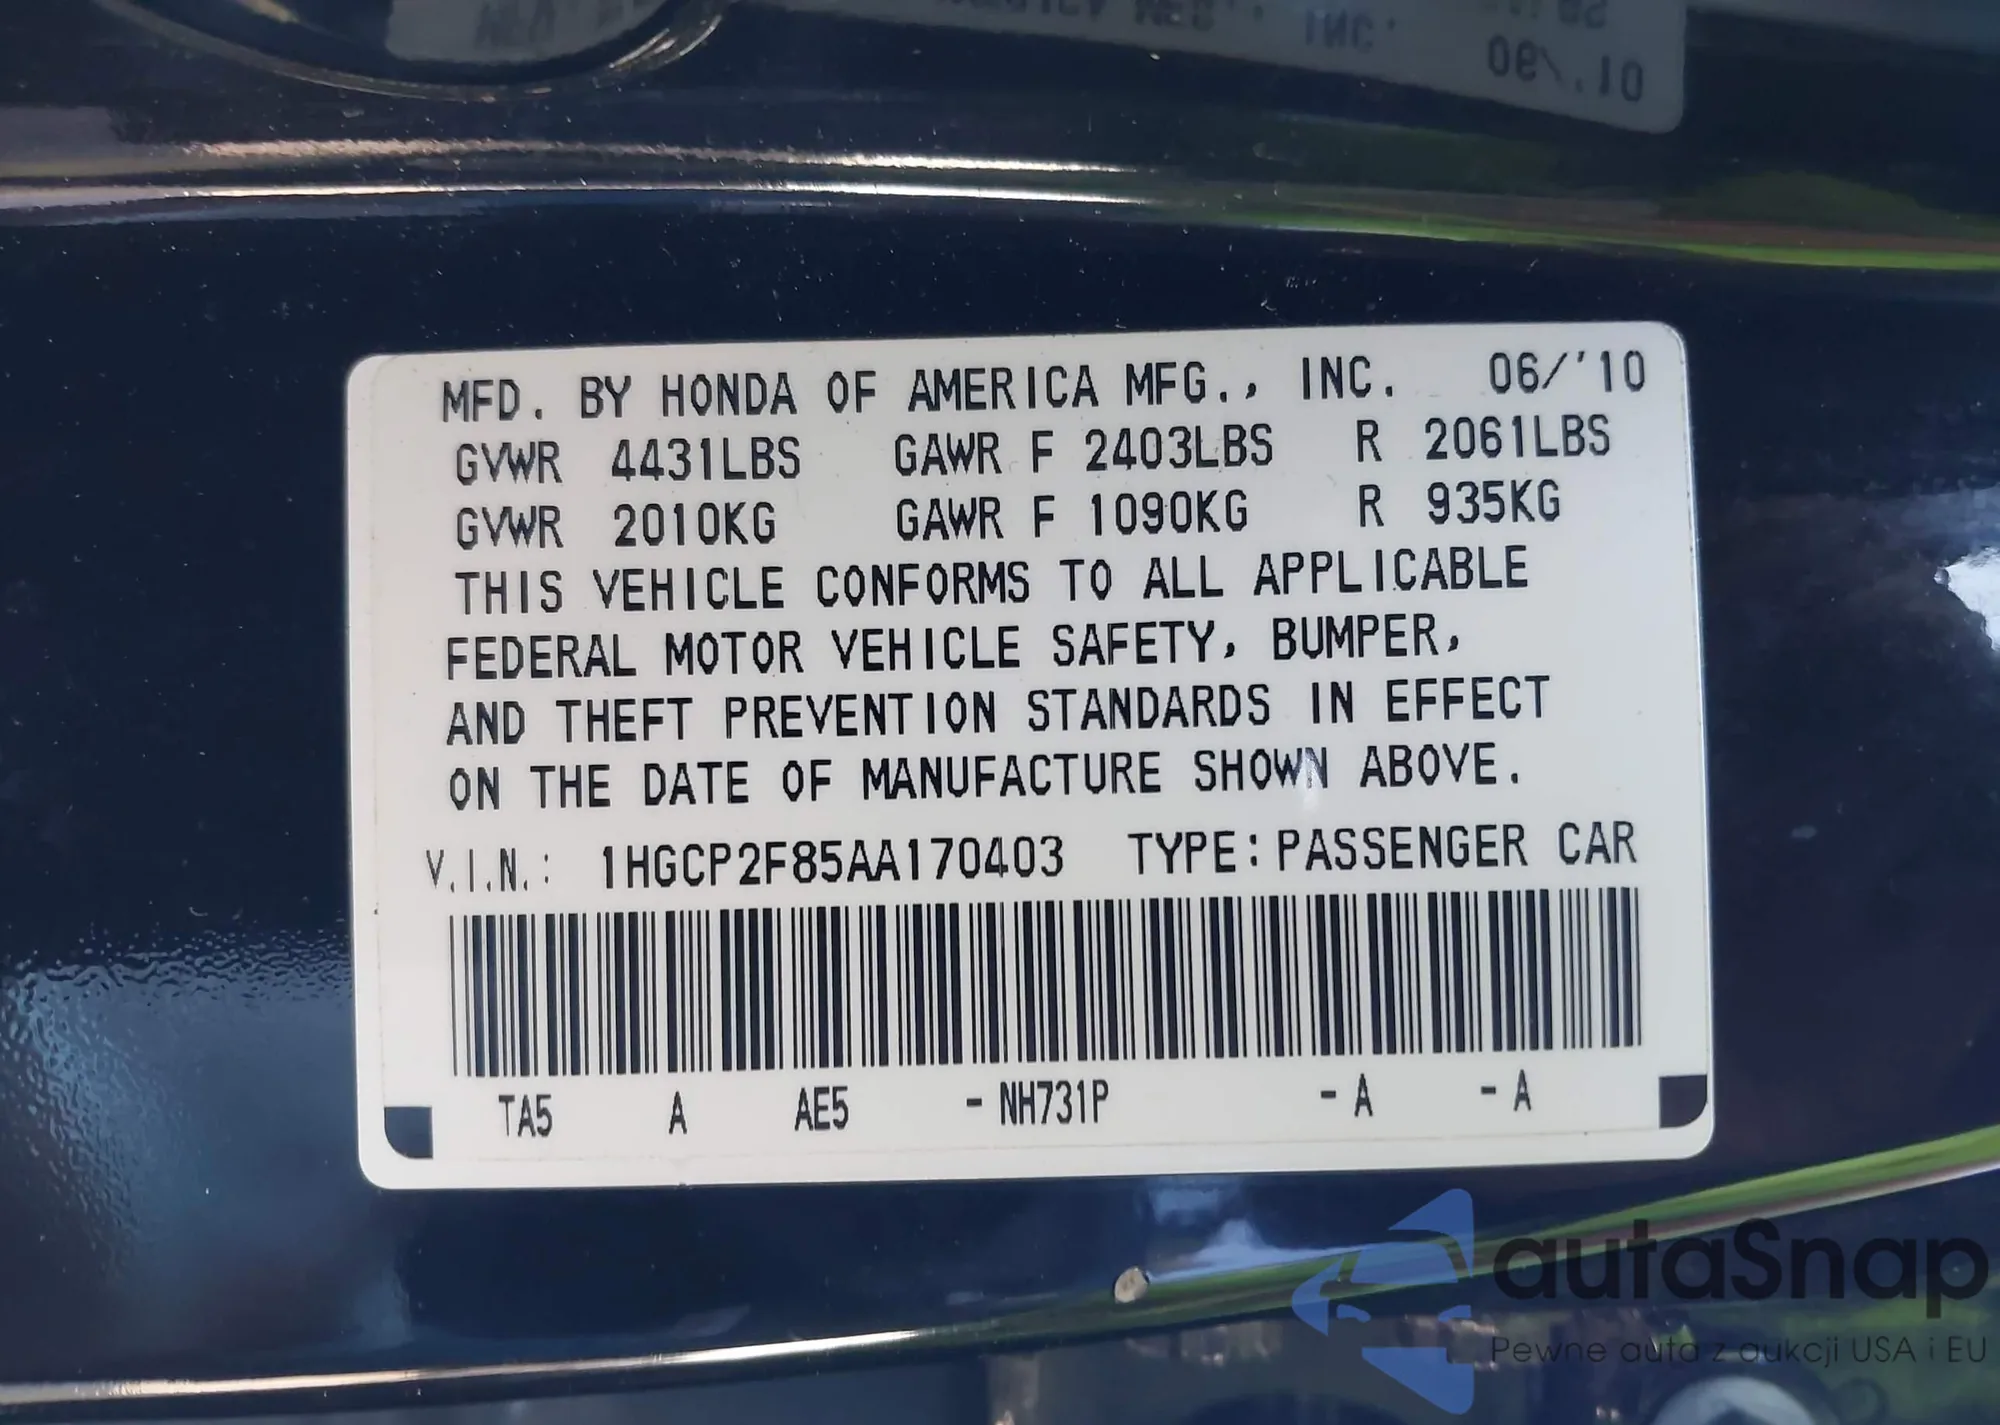 MFD. BY HONDA OF AMERICA MFG., INC. 06/'10
GVWR 4431LBS GAWR F 2403LBS R 2061LBS
GVWR 2010KG GAWR F 1090KG R 935KG
THIS VEHICLE CONFORMS TO ALL APPLICABLE
FEDERAL MOTOR VEHICLE SAFETY, BUMPER,
AND THEFT PREVENTION STANDARDS IN EFFECT
ON THE DATE OF MANUFACTURE SHOWN ABOVE.
V.I.N.: 1HGCP2F85AA170403 TYPE:PASSENGER CAR
TA5 A AE5 -NH731P -A -A
autaSnap
Pewne auta z aukcji USA i EU